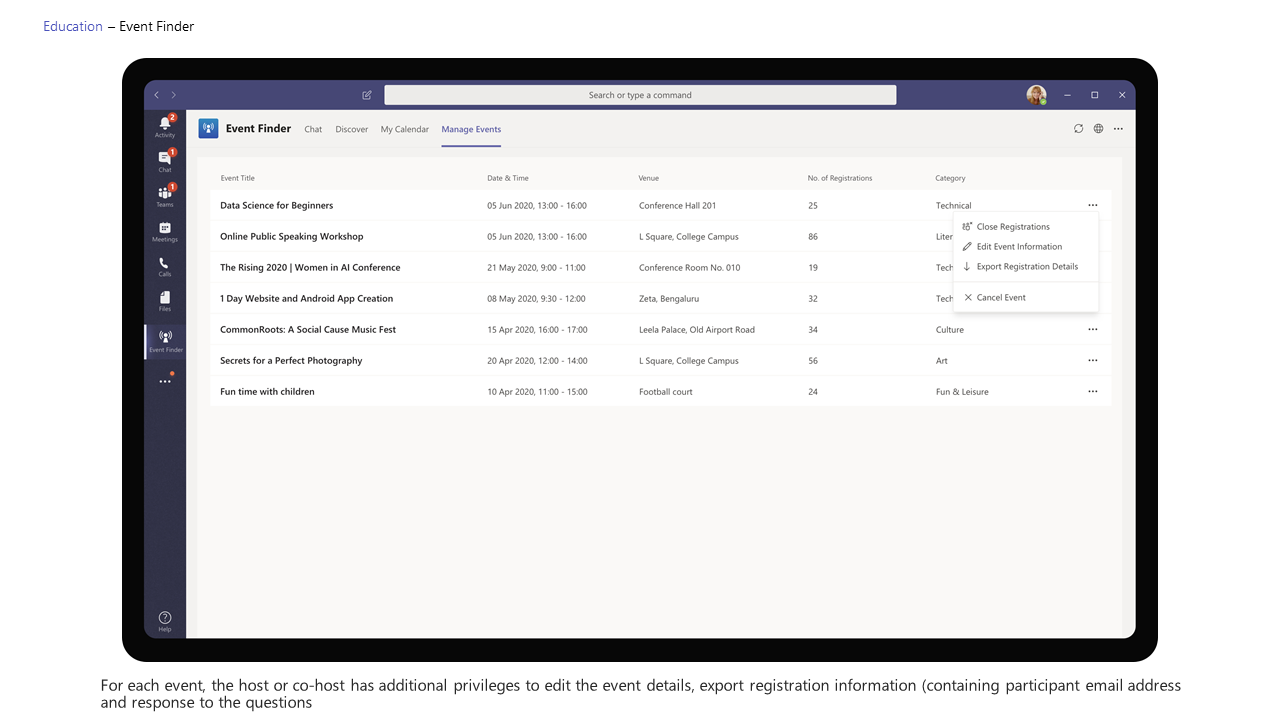 Education – Event Finder
Search or type a command
2
Activity
1
Chat
1
Teams
Meetings
Calls
Files
Event Finder
Help
Event Finder Chat Discover My Calendar Manage Events
Event Title Date & Time Venue No. of Registrations Category
Data Science for Beginners 05 Jun 2020, 13:00 - 16:00 Conference Hall 201 25 Technical
Online Public Speaking Workshop 05 Jun 2020, 13:00 - 16:00 L Square, College Campus 86 Liter
The Rising 2020 | Women in AI Conference 21 May 2020, 9:00 - 11:00 Conference Room No. 010 19 Tech
1 Day Website and Android App Creation 08 May 2020, 9:30 - 12:00 Zeta, Bengaluru 32 Tech
CommonRoots: A Social Cause Music Fest 15 Apr 2020, 16:00 - 17:00 Leela Palace, Old Airport Road 34 Culture
Secrets for a Perfect Photography 20 Apr 2020, 12:00 - 14:00 L Square, College Campus 56 Art
Fun time with children 10 Apr 2020, 11:00 - 15:00 Football court 24 Fun & Leisure
Close Registrations
Edit Event Information
Export Registration Details
Cancel Event
For each event, the host or co-host has additional privileges to edit the event details, export registration information (containing participant email address
and response to the questions